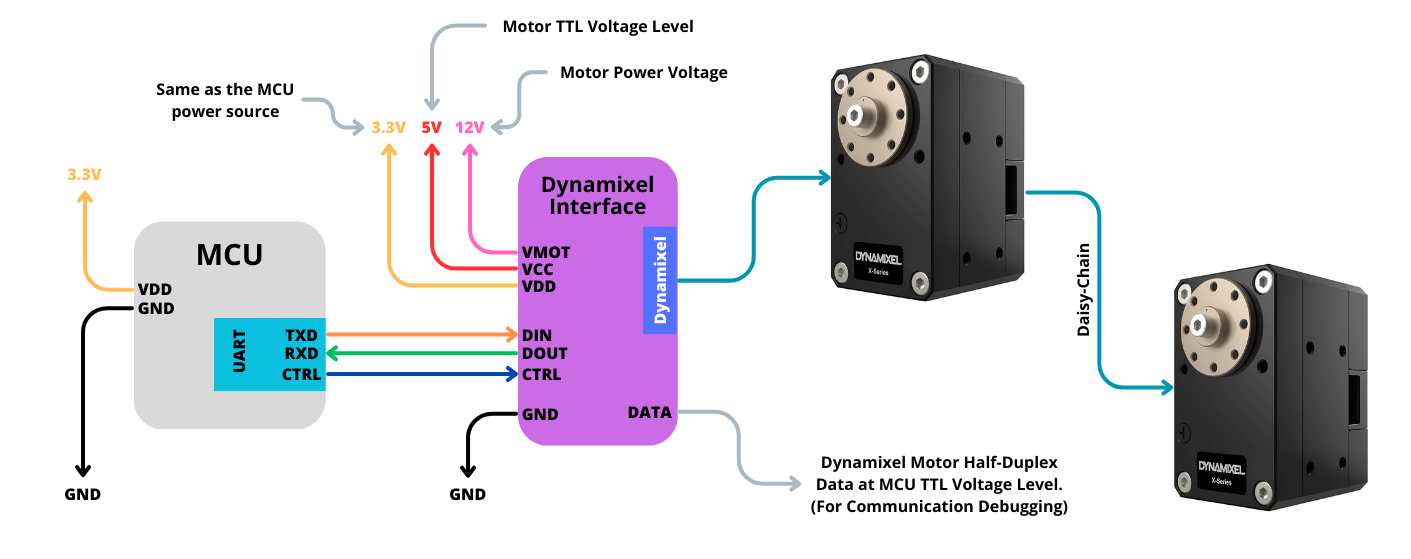 Motor TTL Voltage Level
Motor Power Voltage
Same as the MCU
power source
3.3V 5V 12V
3.3V
MCU
VDD
GND
UART
TXD
RXD
CTRL
GND
Dynamixel
Interface
VMOT
VCC
VDD
Dynamixel
DIN
DOUT
CTRL
GND
DATA
GND
DYNAMIXEL
X-Series
Daisy-Chain
DYNAMIXEL
X-Series
Dynamixel Motor Half-Duplex
Data at MCU TTL Voltage Level.
(For Communication Debugging)